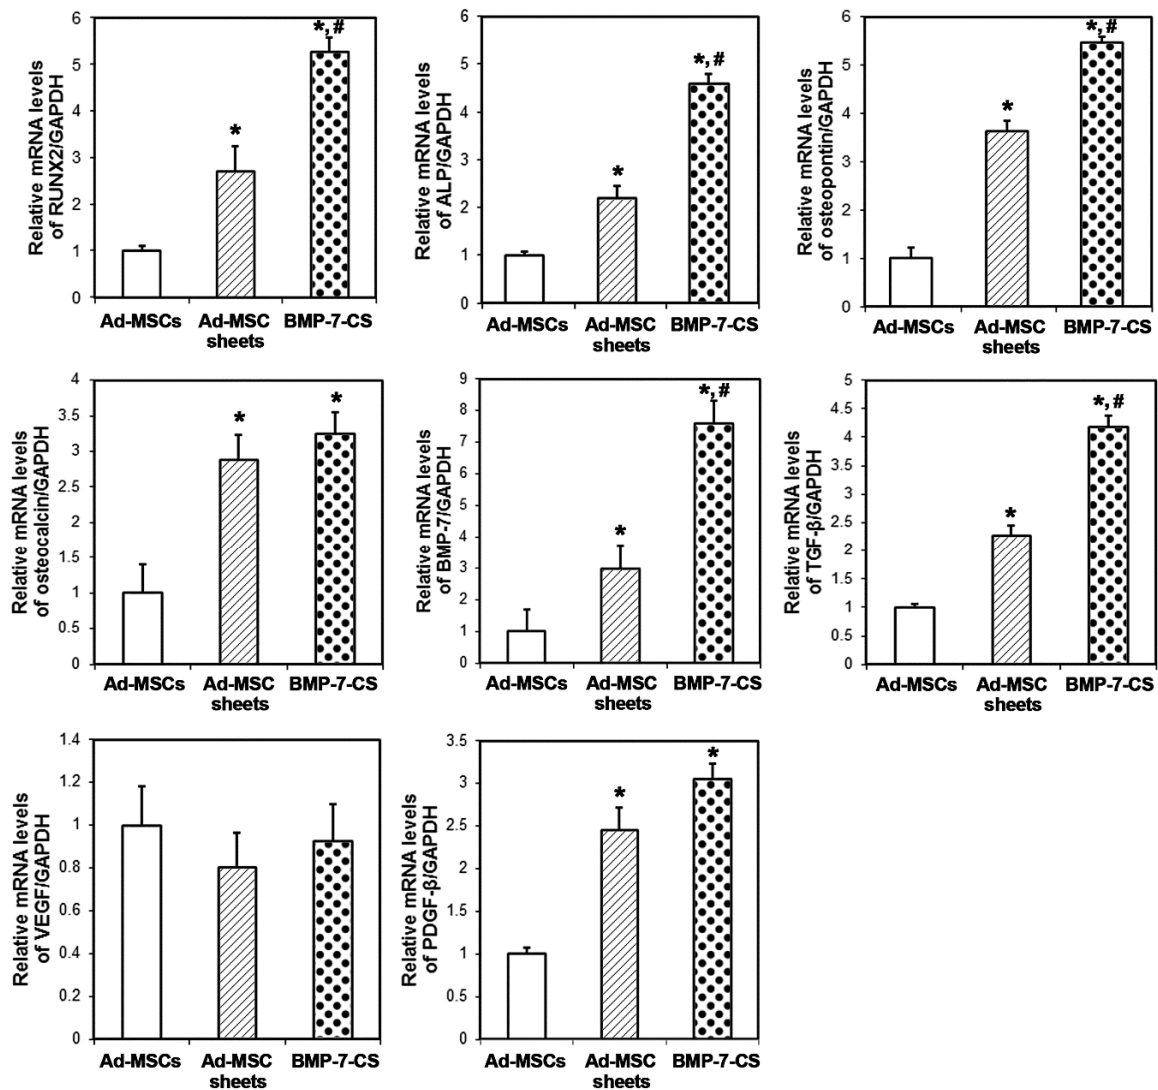 Relative mRNA levels
of RUNX2/GAPDH
6
5
4
3
2
1
0
*
*, #
Ad-MSCs
Ad-MSC
sheets
BMP-7-CS
Relative mRNA levels
of ALP/GAPDH
6
5
4
3
2
1
0
*
*, #
Ad-MSCs
Ad-MSC
sheets
BMP-7-CS
Relative mRNA levels
of osteopontin/GAPDH
6
5
4
3
2
1
0
*
*, #
Ad-MSCs
Ad-MSC
sheets
BMP-7-CS
Relative mRNA levels
of osteocalcin/GAPDH
4
3.5
3
2.5
2
1.5
1
0.5
0
*
*
Ad-MSCs
Ad-MSC
sheets
BMP-7-CS
Relative mRNA levels
of BMP-7/GAPDH
9
8
7
6
5
4
3
2
1
0
*
*, #
Ad-MSCs
Ad-MSC
sheets
BMP-7-CS
Relative mRNA levels
of TGF-β/GAPDH
5
4.5
4
3.5
3
2.5
2
1.5
1
0.5
0
*
*, #
Ad-MSCs
Ad-MSC
sheets
BMP-7-CS
Relative mRNA levels
of VEGF/GAPDH
1.4
1.2
1
0.8
0.6
0.4
0.2
0
Ad-MSCs
Ad-MSC
sheets
BMP-7-CS
Relative mRNA levels
of PDGF-β/GAPDH
3.5
3
2.5
2
1.5
1
0.5
0
*
*
Ad-MSCs
Ad-MSC
sheets
BMP-7-CS